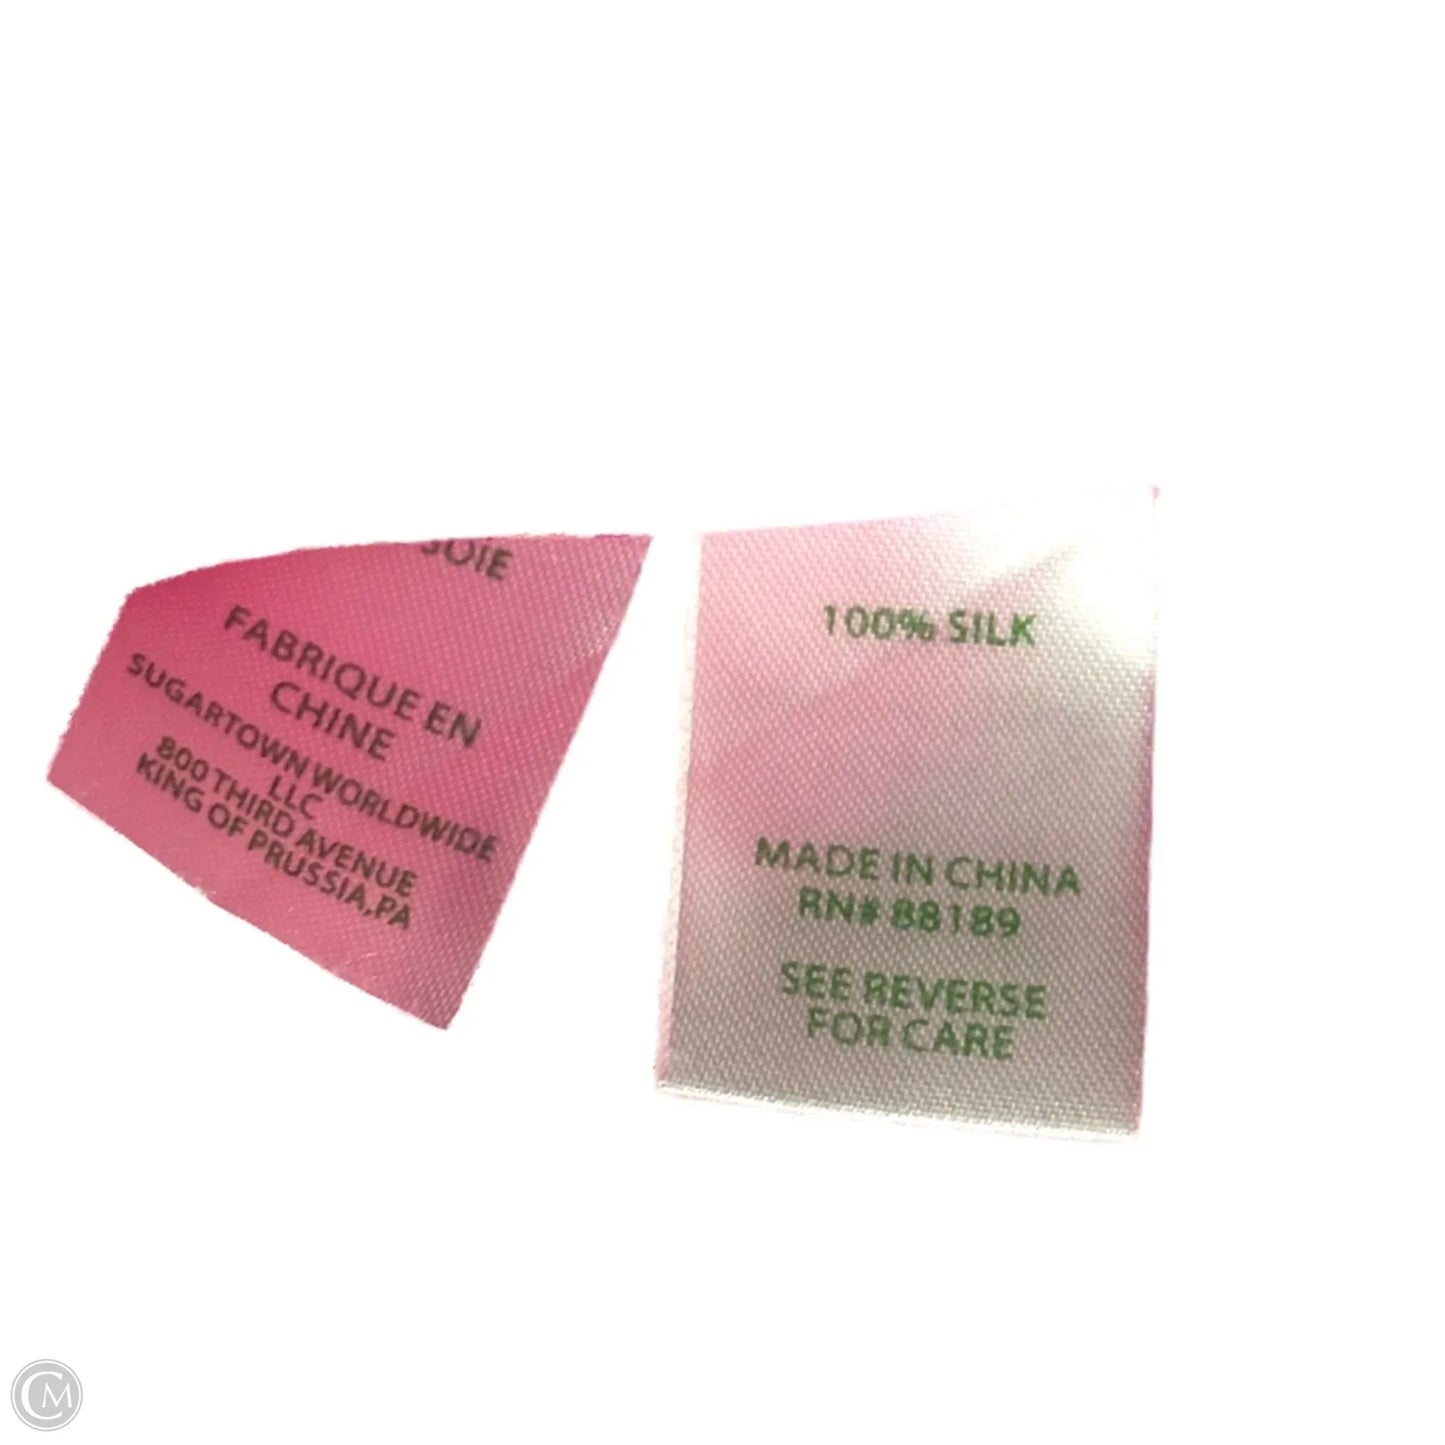 SOIE
FABRIQUE EN
CHINE
SUGARTOWN WORLDWIDE
LLC
800 THIRD AVENUE
KING OF PRUSSIA,PA
100% SILK
MADE IN CHINA
RN# 88189
SEE REVERSE
FOR CARE
CM